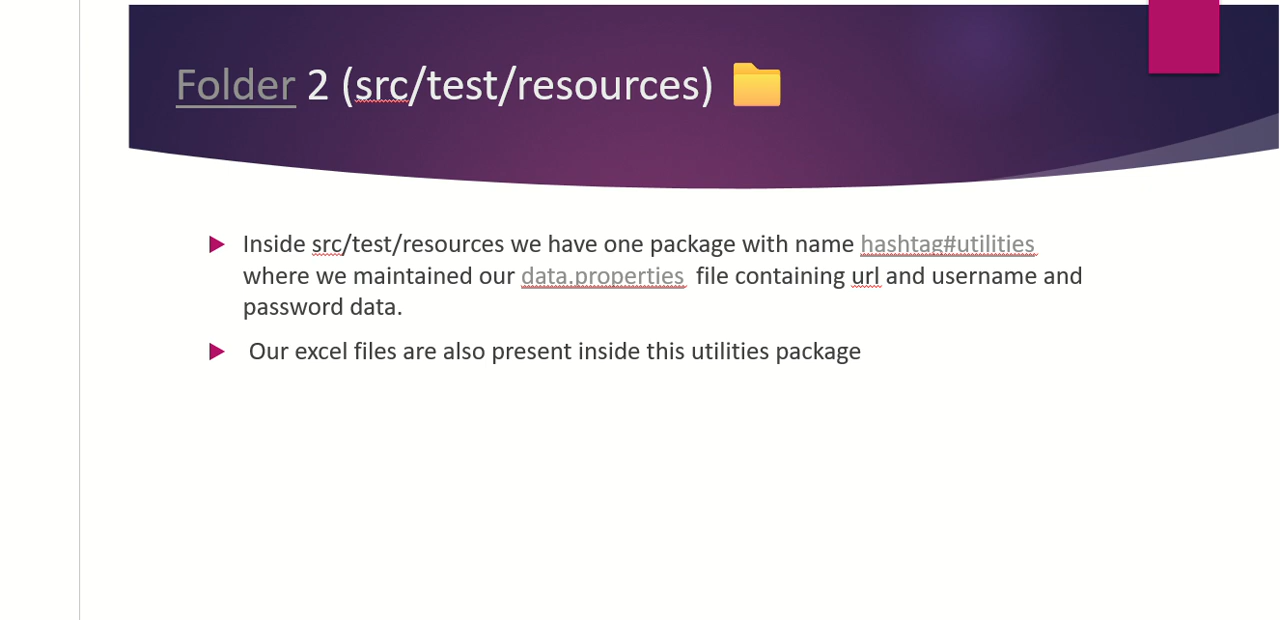 Folder 2 (src/test/resources) 📁
Inside src/test/resources we have one package with name hashtag#utilities
where we maintained our data.properties file containing url and username and
password data.
Our excel files are also present inside this utilities package